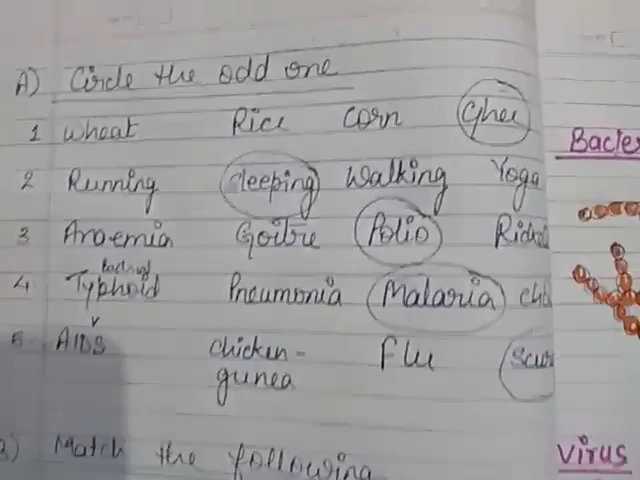 A) Circle the odd one
1 Wheat Rice Corn Ghee
2 Running Sleeping Walking Yoga
3 Anaemia Goitre Polio
Bacterial
4 Typhoid Pneumonia Malaria
V
5 AIDS Chicken-
gunea Flu
Match the following
Bacte
Virus